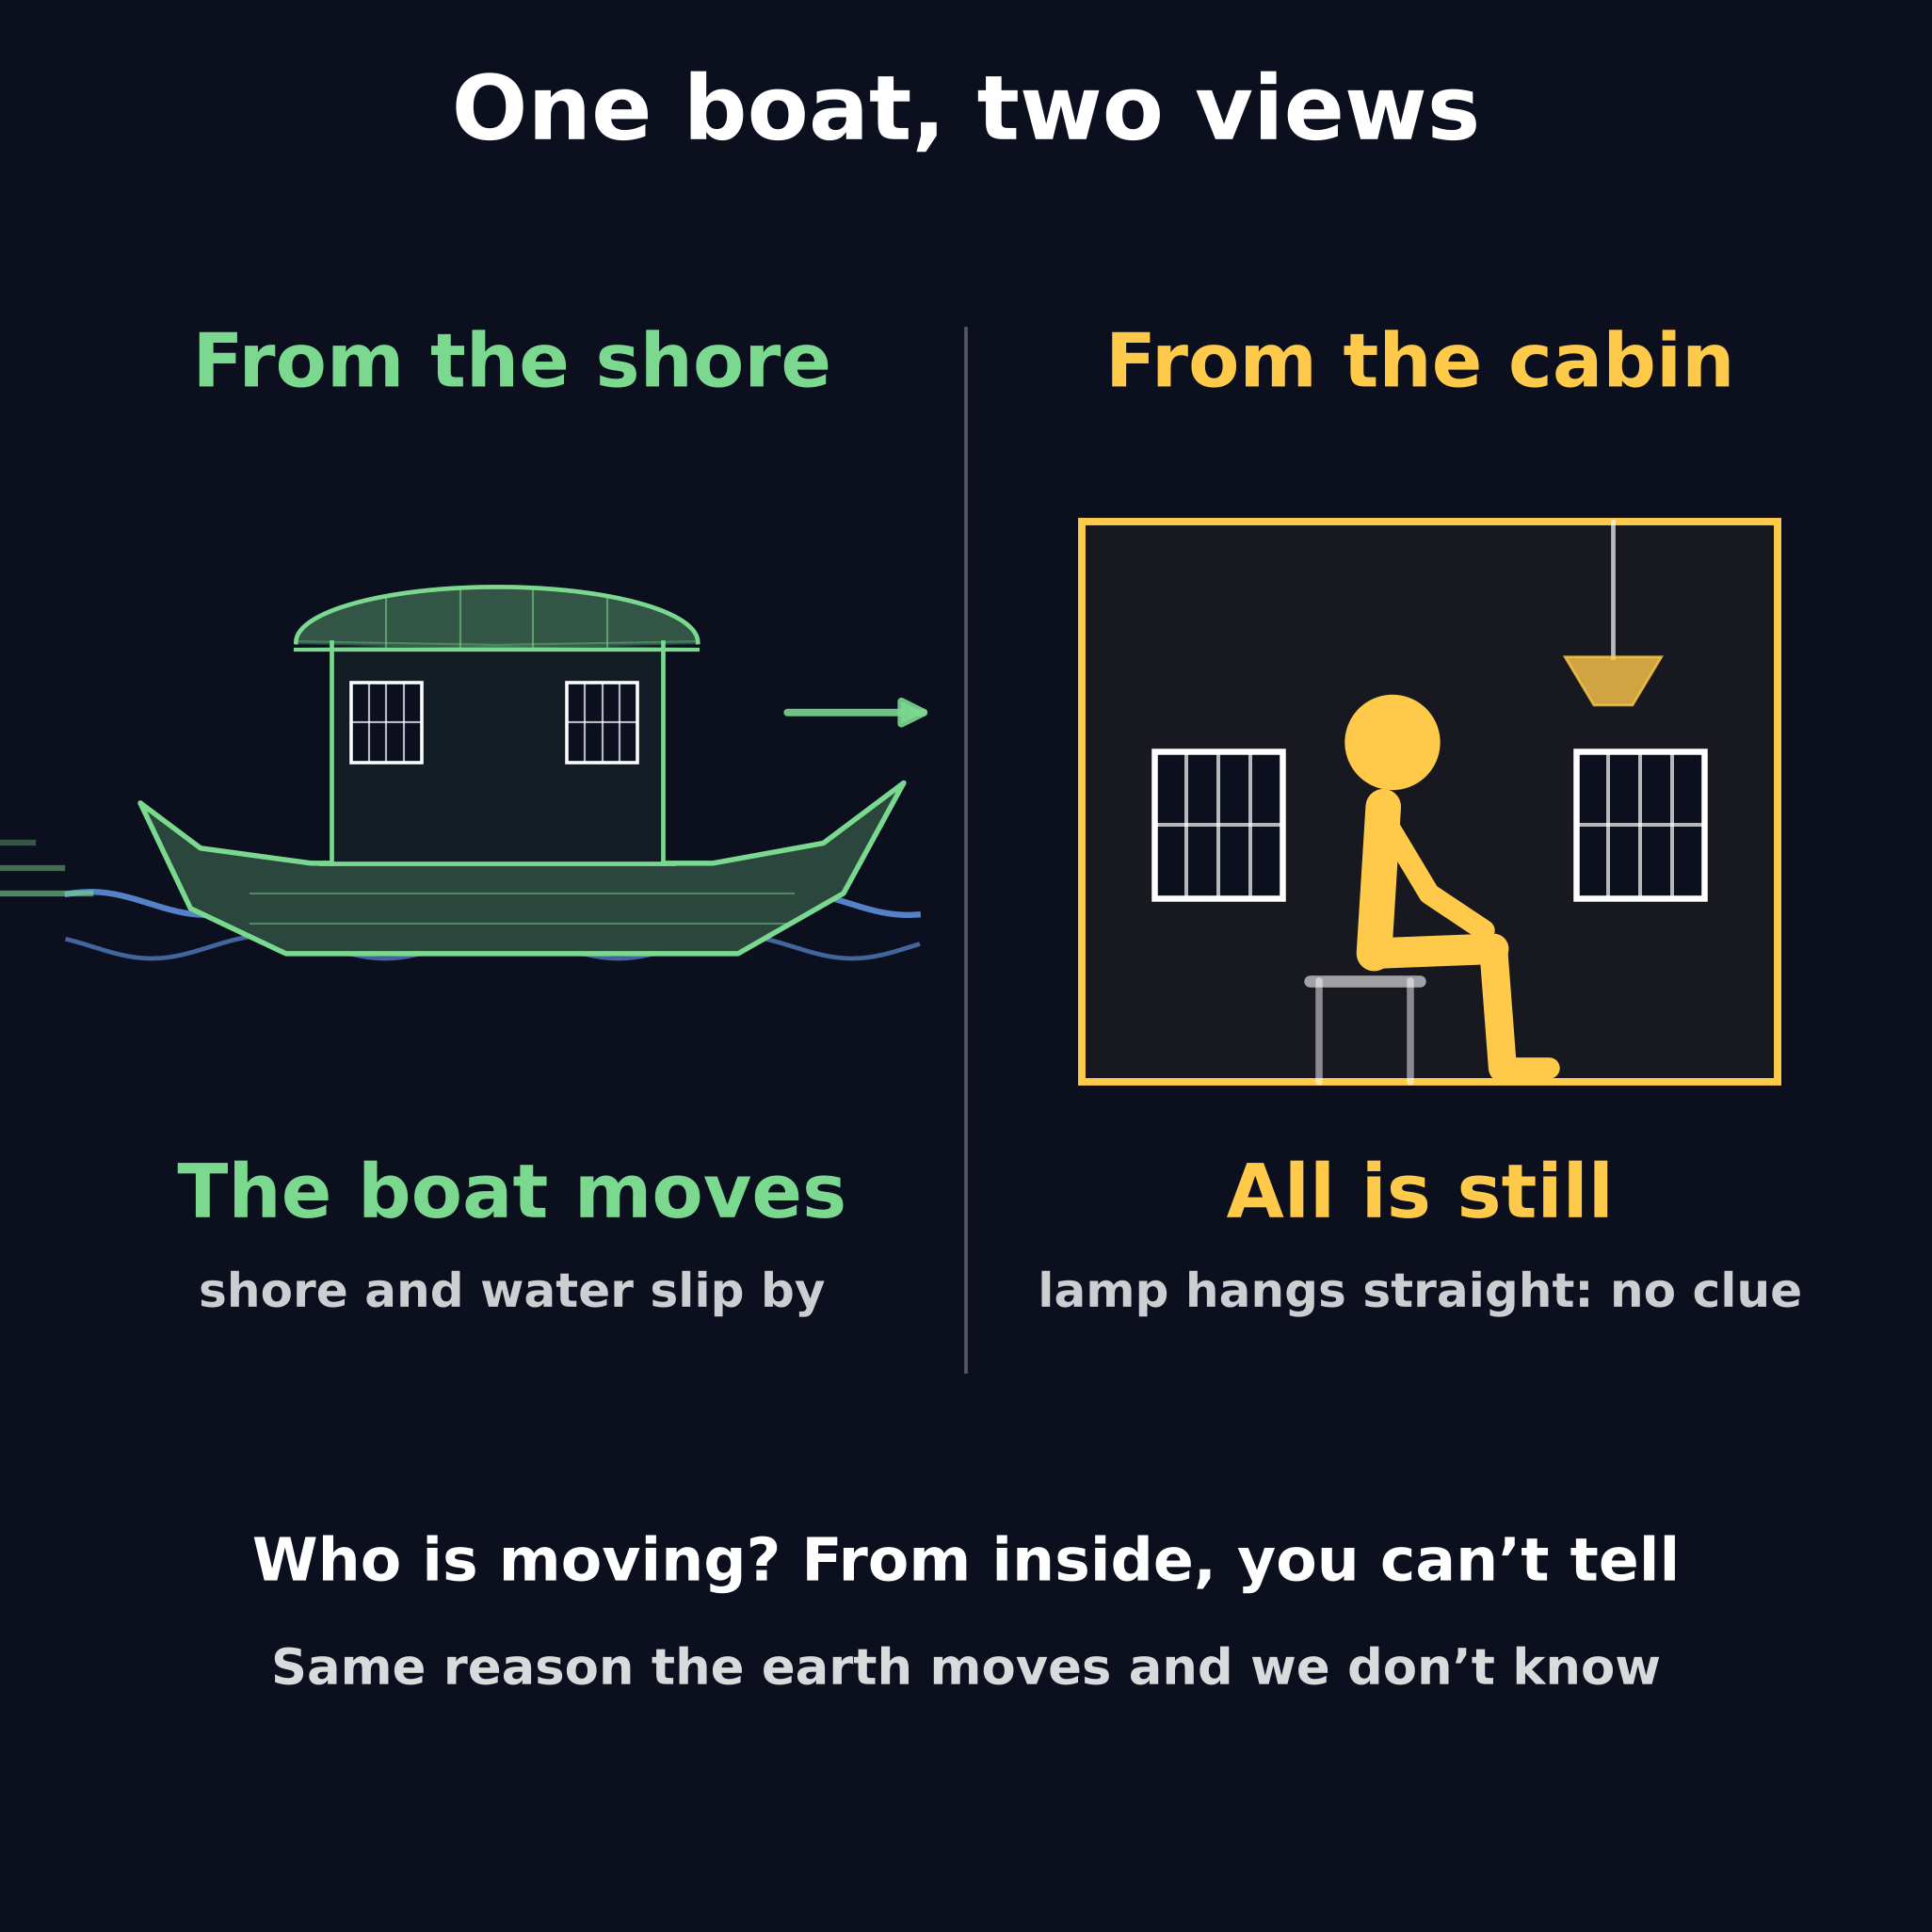 One boat, two views
From the shore
From the cabin
The boat moves
shore and water slip by
All is still
lamp hangs straight: no clue
Who is moving? From inside, you can’t tell
Same reason the earth moves and we don’t know